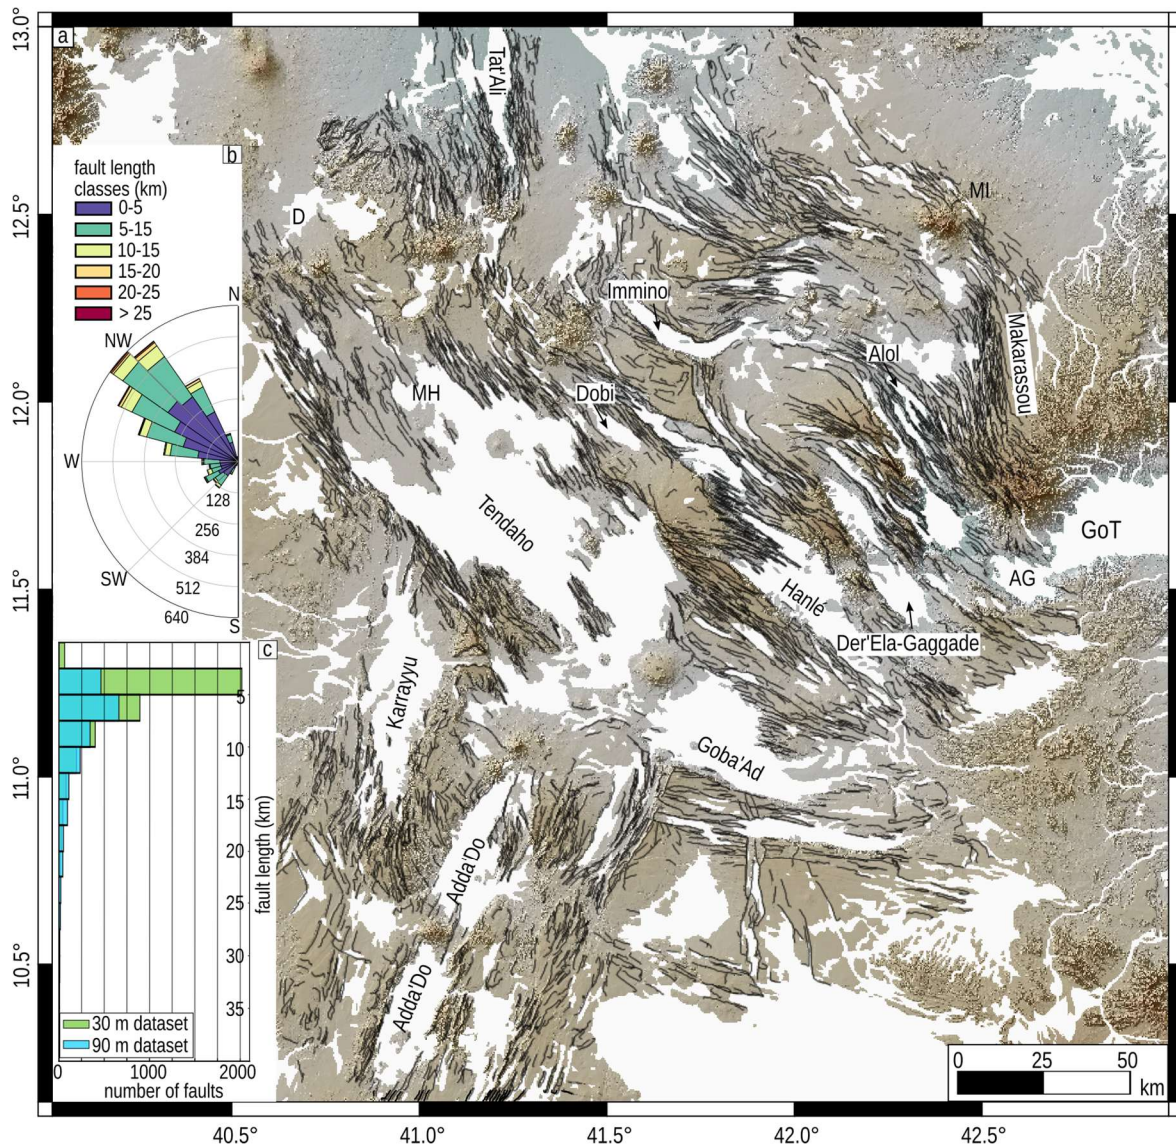 a
13.0°
12.5°
12.0°
11.5°
11.0°
10.5°
Tat'Ali
b
fault length
classes (km)
0-5
5-15
10-15
15-20
20-25
> 25
N
NW
W
SW
S
128
256
384
512
640
D
MI
Immino
Makarassou
Alol
MH
Dobi
Tendaho
GoT
AG
Hanlé
Der'Ela-Gaggade
Karrayu
Goba'Ad
Adda'Do
Adda'Do
c
5
10
15
20
25
30
35
fault length (km)
30 m dataset
90 m dataset
0 1000 2000
number of faults
0 25 50
km
40.5° 41.0° 41.5° 42.0° 42.5°